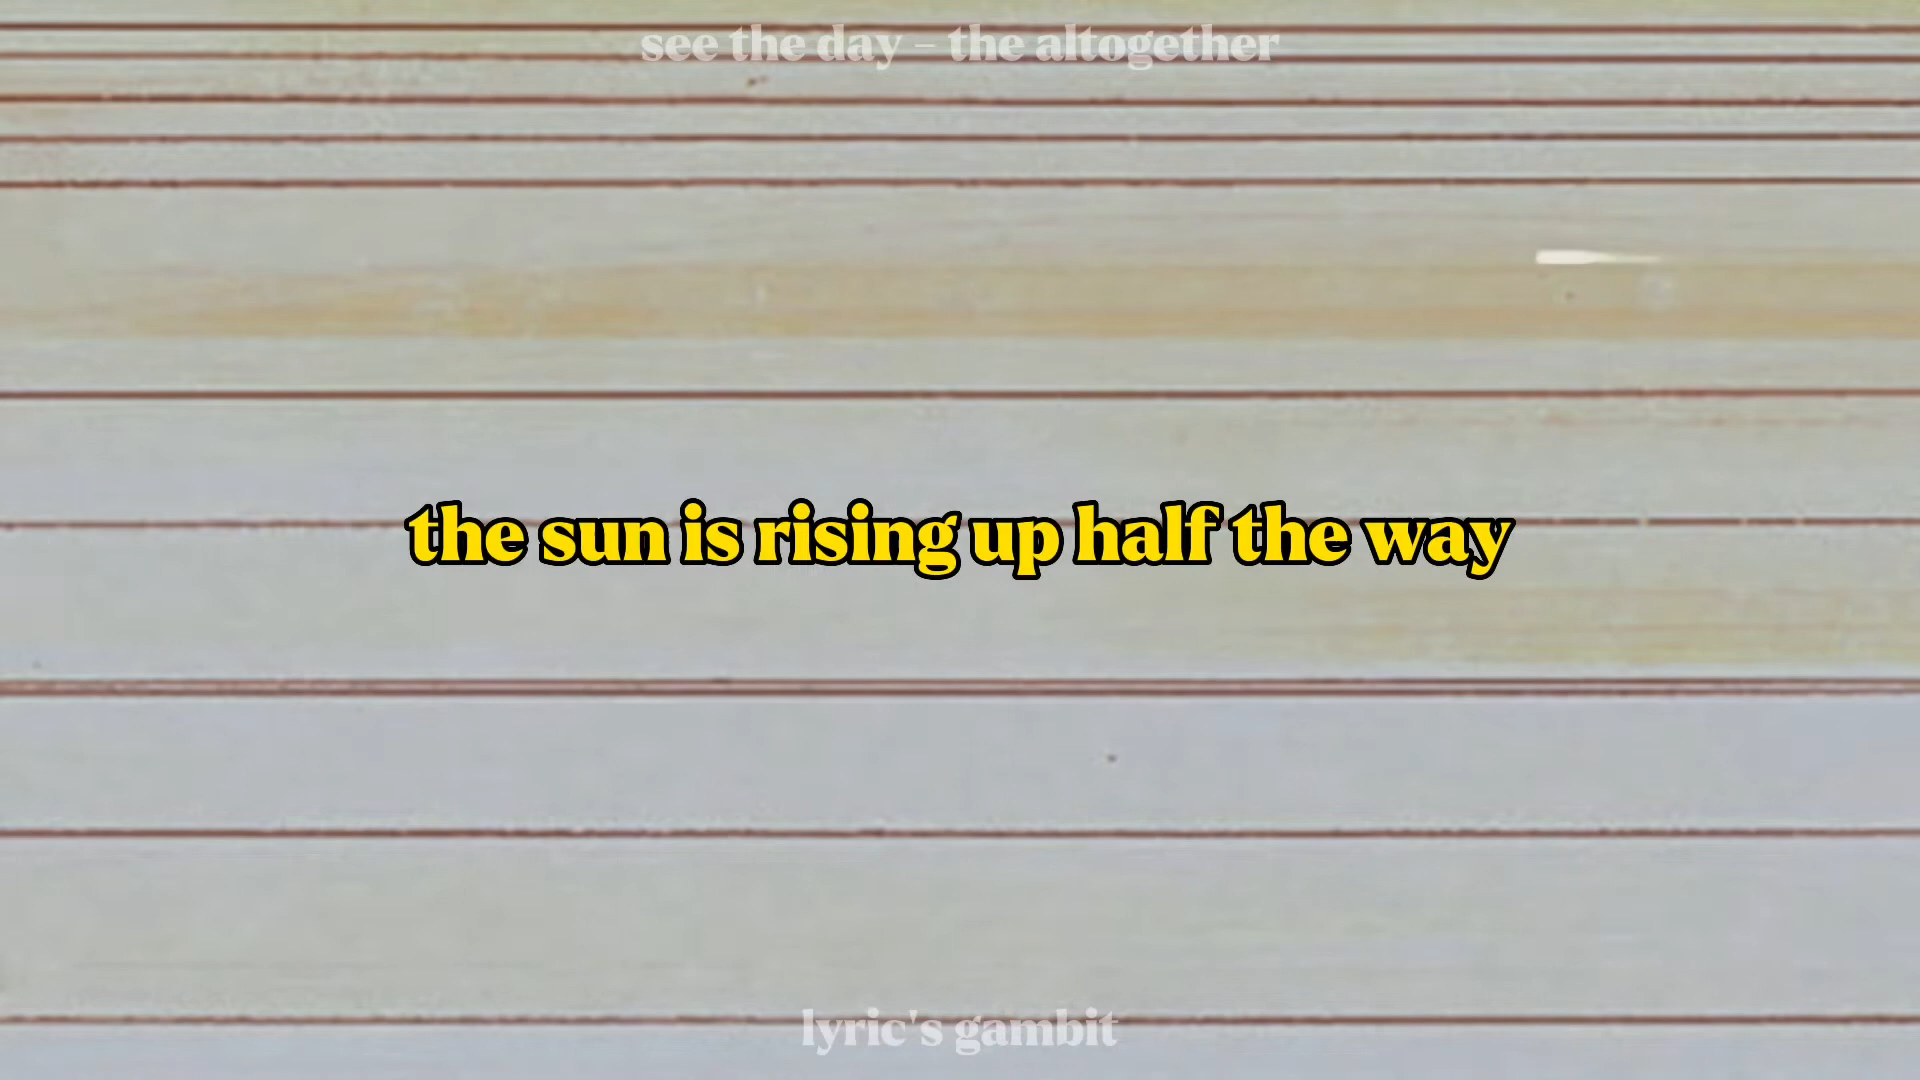 see the day - the altogether
the sun is rising up half the way
lyric's gambit